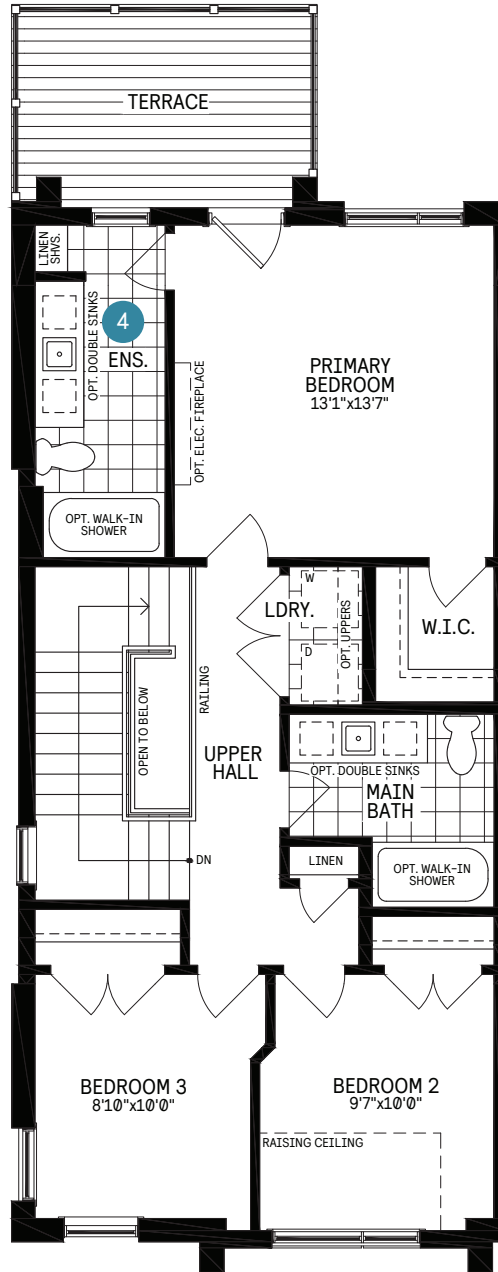 TERRACE
LINEN
SHVS.
OPT. DOUBLE SINKS
4
ENS.
OPT. ELEC. FIREPLACE
PRIMARY
BEDROOM
13'1"x13'7"
OPT. WALK-IN
SHOWER
W
LDRY.
D
OPT. UPPERS
W.I.C.
RAILING
OPEN TO BELOW
UPPER
HALL
OPT. DOUBLE SINKS
MAIN
BATH
DN
LINEN
OPT. WALK-IN
SHOWER
BEDROOM 3
8'10"x10'0"
BEDROOM 2
9'7"x10'0"
RAISING CEILING